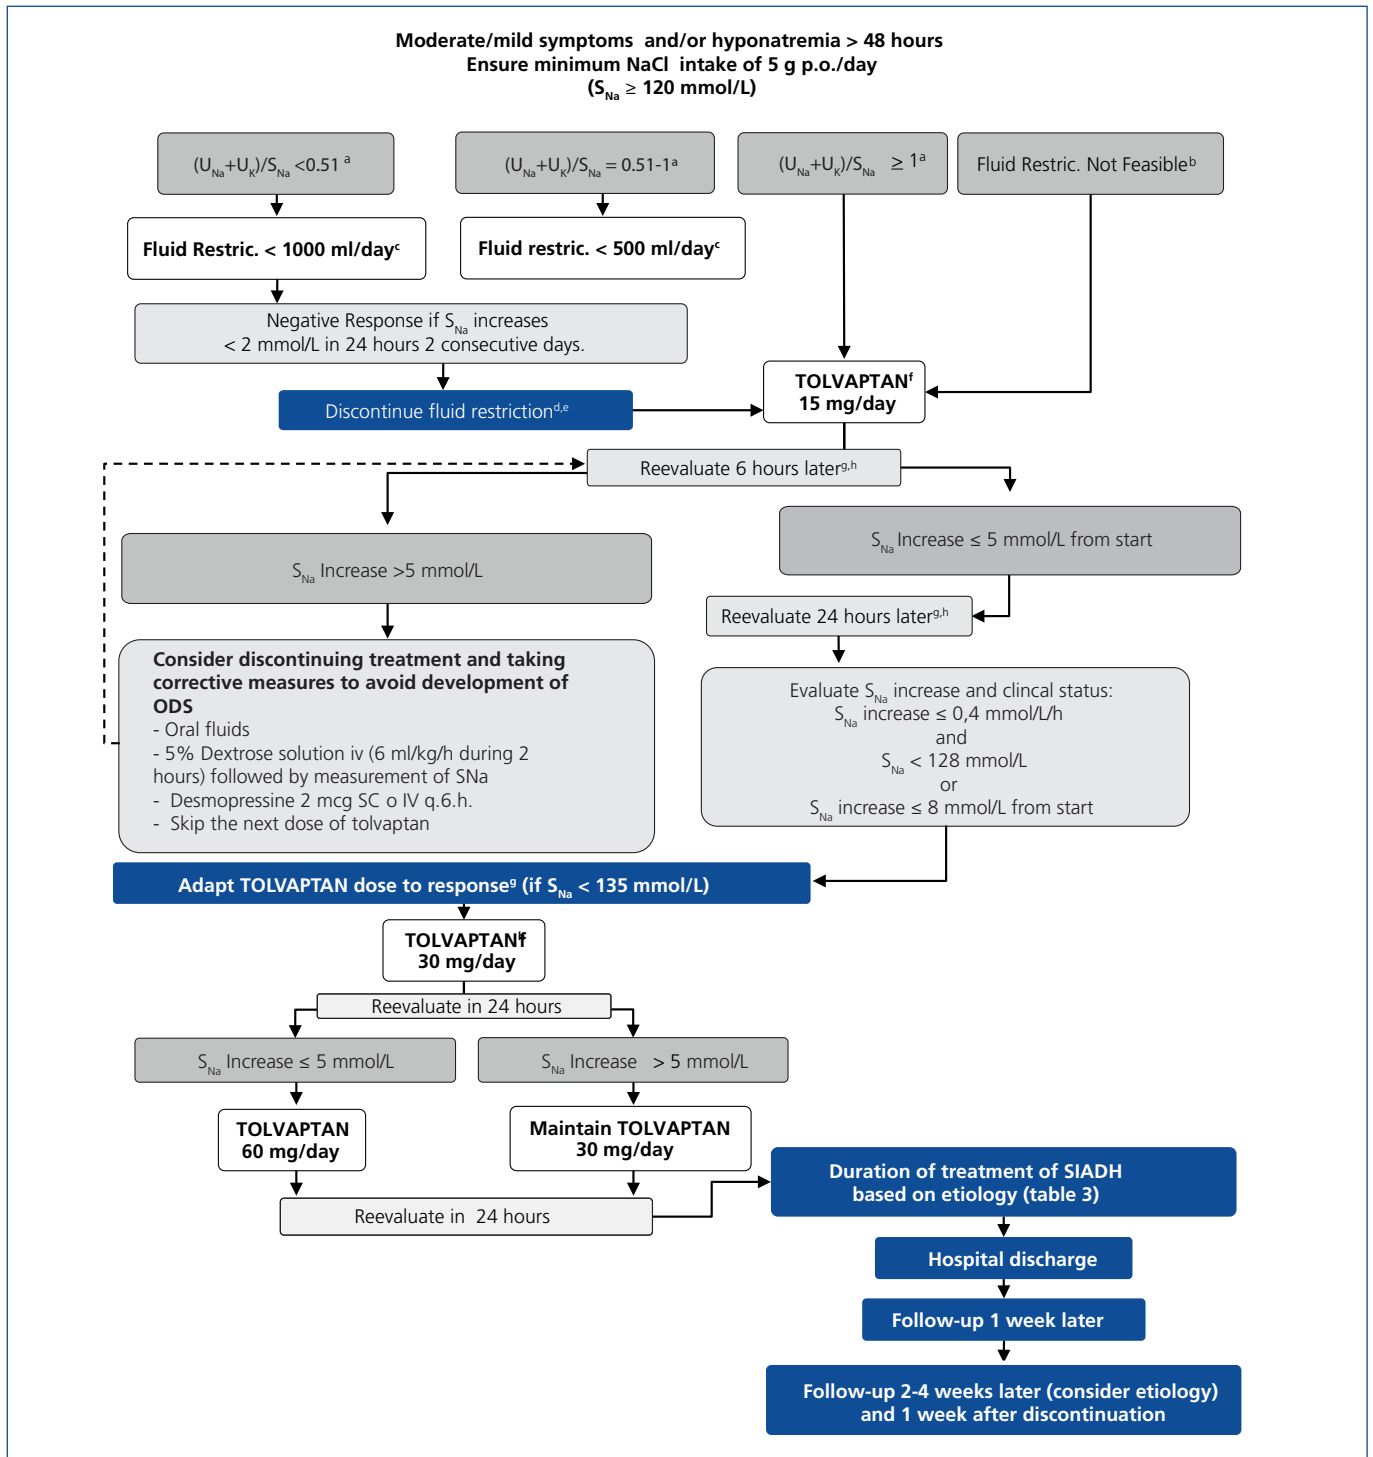 Moderate/mild symptoms and/or hyponatremia > 48 hours
Ensure minimum NaCl intake of 5 g p.o./day
(SNa ≥ 120 mmol/L)
(UNa+UK)/SNa <0.51 a
(UNa+UK)/SNa = 0.51-1a
(UNa+UK)/SNa ≥ 1a
Fluid Restric. Not Feasibleb
Fluid Restric. < 1000 ml/dayc
Fluid restric. < 500 ml/dayc
Negative Response if SNa increases
< 2 mmol/L in 24 hours 2 consecutive days.
TOLVAPTANf
15 mg/day
Discontinue fluid restrictiond,e
Reevaluate 6 hours laterg,h
SNa Increase >5 mmol/L
SNa Increase ≤ 5 mmol/L from start
Reevaluate 24 hours laterg,h
Consider discontinuing treatment and taking
corrective measures to avoid development of
ODS
- Oral fluids
- 5% Dextrose solution iv (6 ml/kg/h during 2
hours) followed by measurement of SNa
- Desmopressine 2 mcg SC o IV q.6.h.
- Skip the next dose of tolvaptan
Evaluate SNa increase and clincal status:
SNa increase ≤ 0,4 mmol/L/h
and
SNa < 128 mmol/L
or
SNa increase ≤ 8 mmol/L from start
Adapt TOLVAPTAN dose to responseg (if SNa < 135 mmol/L)
TOLVAPTANf
30 mg/day
Reevaluate in 24 hours
SNa Increase ≤ 5 mmol/L
SNa Increase > 5 mmol/L
TOLVAPTAN
60 mg/day
Maintain TOLVAPTAN
30 mg/day
Reevaluate in 24 hours
Duration of treatment of SIADH
based on etiology (table 3)
Hospital discharge
Follow-up 1 week later
Follow-up 2-4 weeks later (consider etiology)
and 1 week after discontinuation